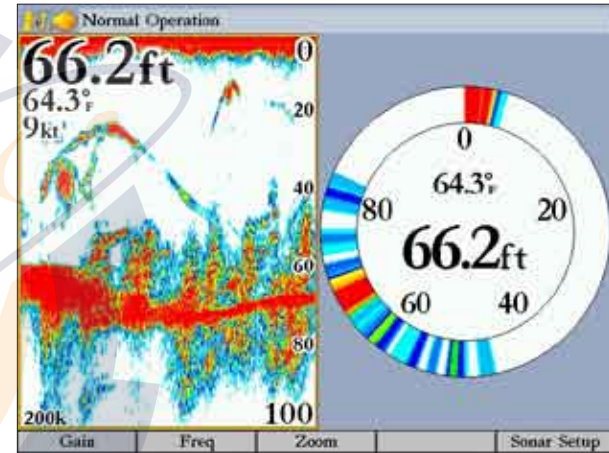 Normal Operation
66.2ft
64.3°F
9kt
0
20
40
60
80
100
200k
0
20
40
60
80
64.3°F
66.2ft
Gain Freq Zoom Sonar Setup